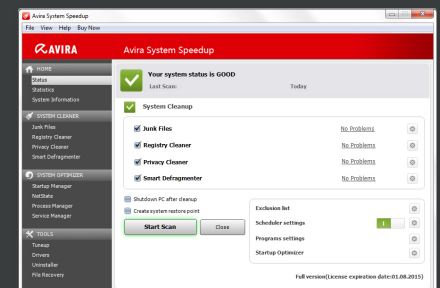 Avira System Speedup
File View Help Buy Now
AVIRA
Avira System Speedup
HOME
Status
Statistics
System Information
SYSTEM CLEANER
Junk Files
Registry Cleaner
Privacy Cleaner
Smart Defragmenter
SYSTEM OPTIMIZER
Startup Manager
NetState
Process Manager
Service Manager
TOOLS
Tuneup
Drivers
Uninstaller
File Recovery
Your system status is GOOD
Last Scan: Today
System Cleanup
Junk Files No Problems
Registry Cleaner No Problems
Privacy Cleaner No Problems
Smart Defragmenter No Problems
Shutdown PC after cleanup
Create system restore point
Start Scan Close
Exclusion list
Scheduler settings
Programs settings
Startup Optimizer
Full version(License expiration date:01.08.2015)